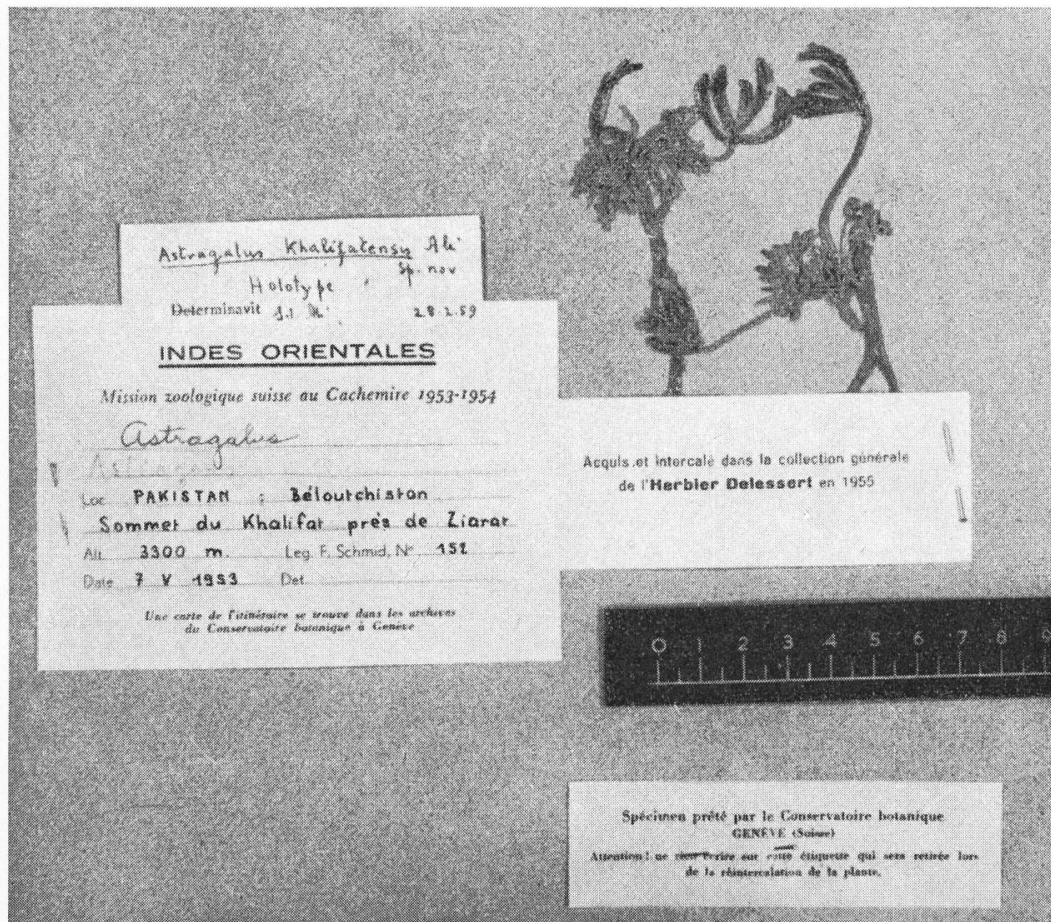 Astragalus Khalifatensis Ali
Sp. nov
Holotype
Determinavit 28.2.59
INDES ORIENTALES
Mission zoologique suisse au Cachemire 1953-1954
Astragalus
Loc. PAKISTAN : Béloutchistan
Sommet du Khalifat près de Ziarat
Alt. 3300 m. Leg. F. Schmid, N° 152
Date 7 V 1953 Det.
Une carte de l'itinéraire se trouve dans les archives
du Conservatoire botanique à Genève
Acquis et intercalé dans la collection générale
de l'Herbier Delessert en 1955
0 1 2 3 4 5 6 7 8 9
Spécimen prêté par le Conservatoire botanique
GENÈVE (Suisse)
Attention! ne rien écrire sur cette étiquette qui sera retirée lors
de la réintercalation de la plante.